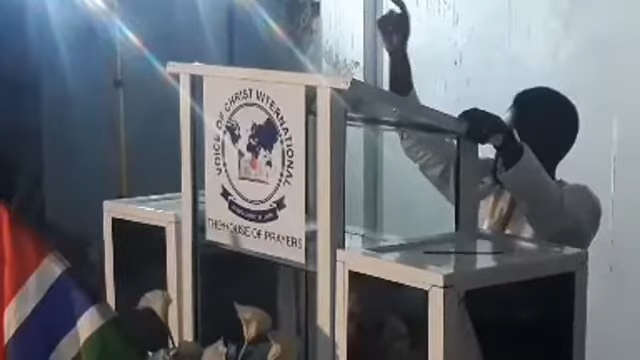 VOICE OF CHRIST INTERNATIONAL
THE HOUSE OF PRAYERS